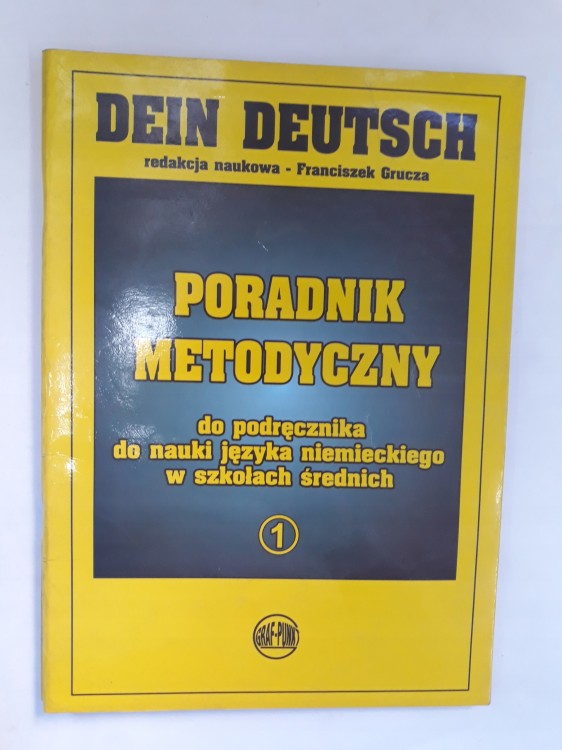 DEIN DEUTSCH
redakcja naukowa - Franciszek Grucza
PORADNIK
METODYCZNY
do podręcznika
do nauki języka niemieckiego
w szkołach średnich
1
GRAF-PUNKT